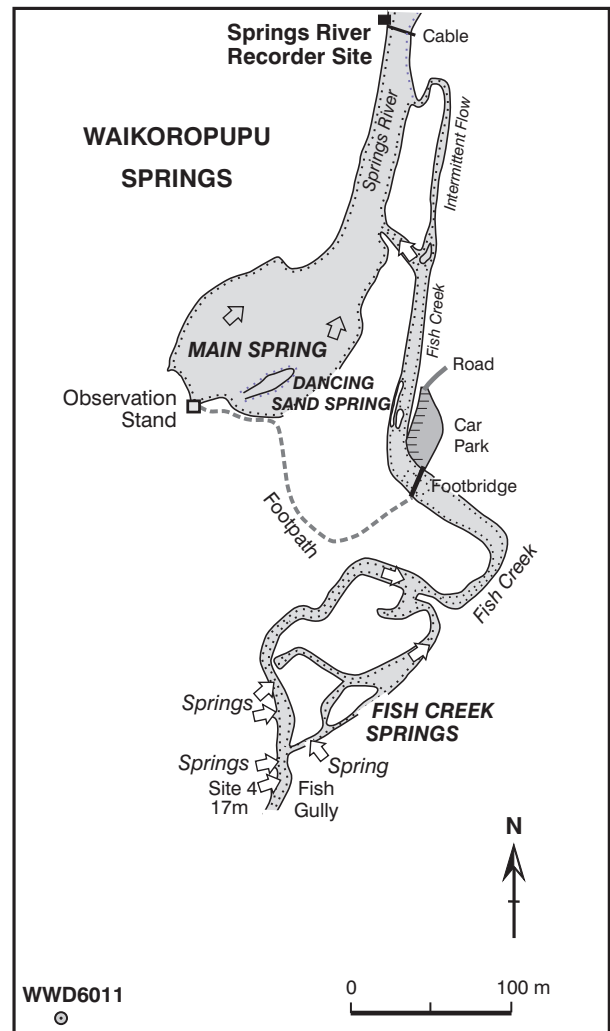 Springs River
Recorder Site
Cable
WAIKOROPUPU
SPRINGS
Springs River
Intermittent Flow
MAIN SPRING
Fish Creek
DANCING
SAND SPRING
Road
Observation
Stand
Car
Park
Footbridge
Footpath
Fish Creek
Springs
FISH CREEK
SPRINGS
Springs
Spring
Site 4
17m
Fish
Gully
N
WWD6011
0 100 m